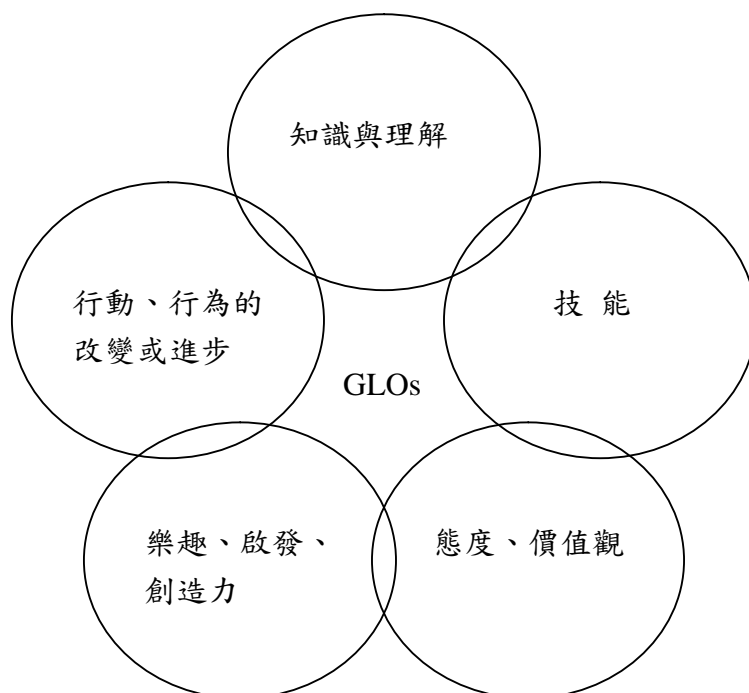 知識與理解
行動、行為的
改變或進步
技 能
GLOs
樂趣、啟發、
創造力
態度、價值觀